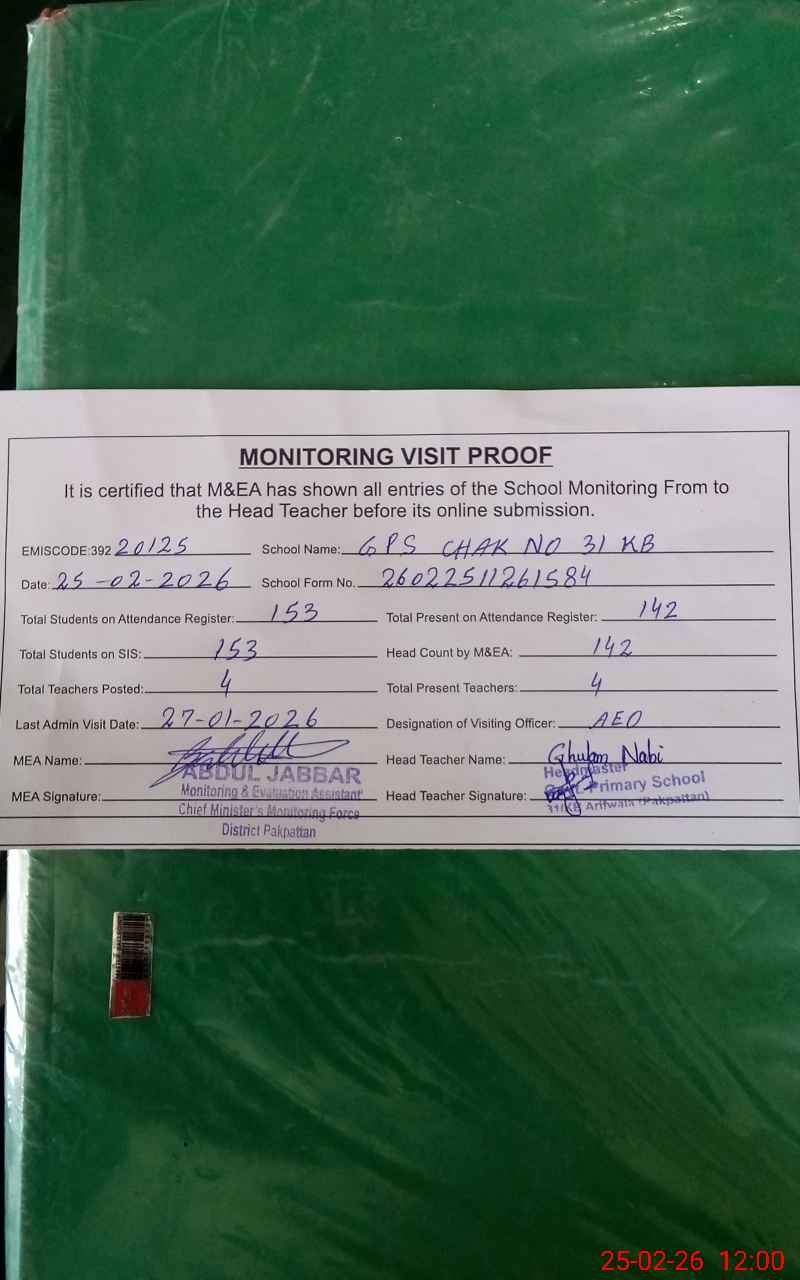 MONITORING VISIT PROOF
It is certified that M&EA has shown all entries of the School Monitoring From to
the Head Teacher before its online submission.
EMISCODE:392 20125 School Name: GPS CHAK NO 31 KB
Date: 25-02-2026 School Form No. 26022511261584
Total Students on Attendance Register: 153 Total Present on Attendance Register: 142
Total Students on SIS: 153 Head Count by M&EA: 142
Total Teachers Posted: 4 Total Present Teachers: 4
Last Admin Visit Date: 27-01-2026 Designation of Visiting Officer: AEO
MEA Name: Head Teacher Name: Ghulam Nabi
ABDUL JABBAR Headmaster
MEA Signature: Monitoring & Evaluation Assistant Head Teacher Signature: Primary School
Chief Minister's Monitoring Force 31/KB Arifwala (Pakpattan)
District Pakpattan
25-02-26 12:00